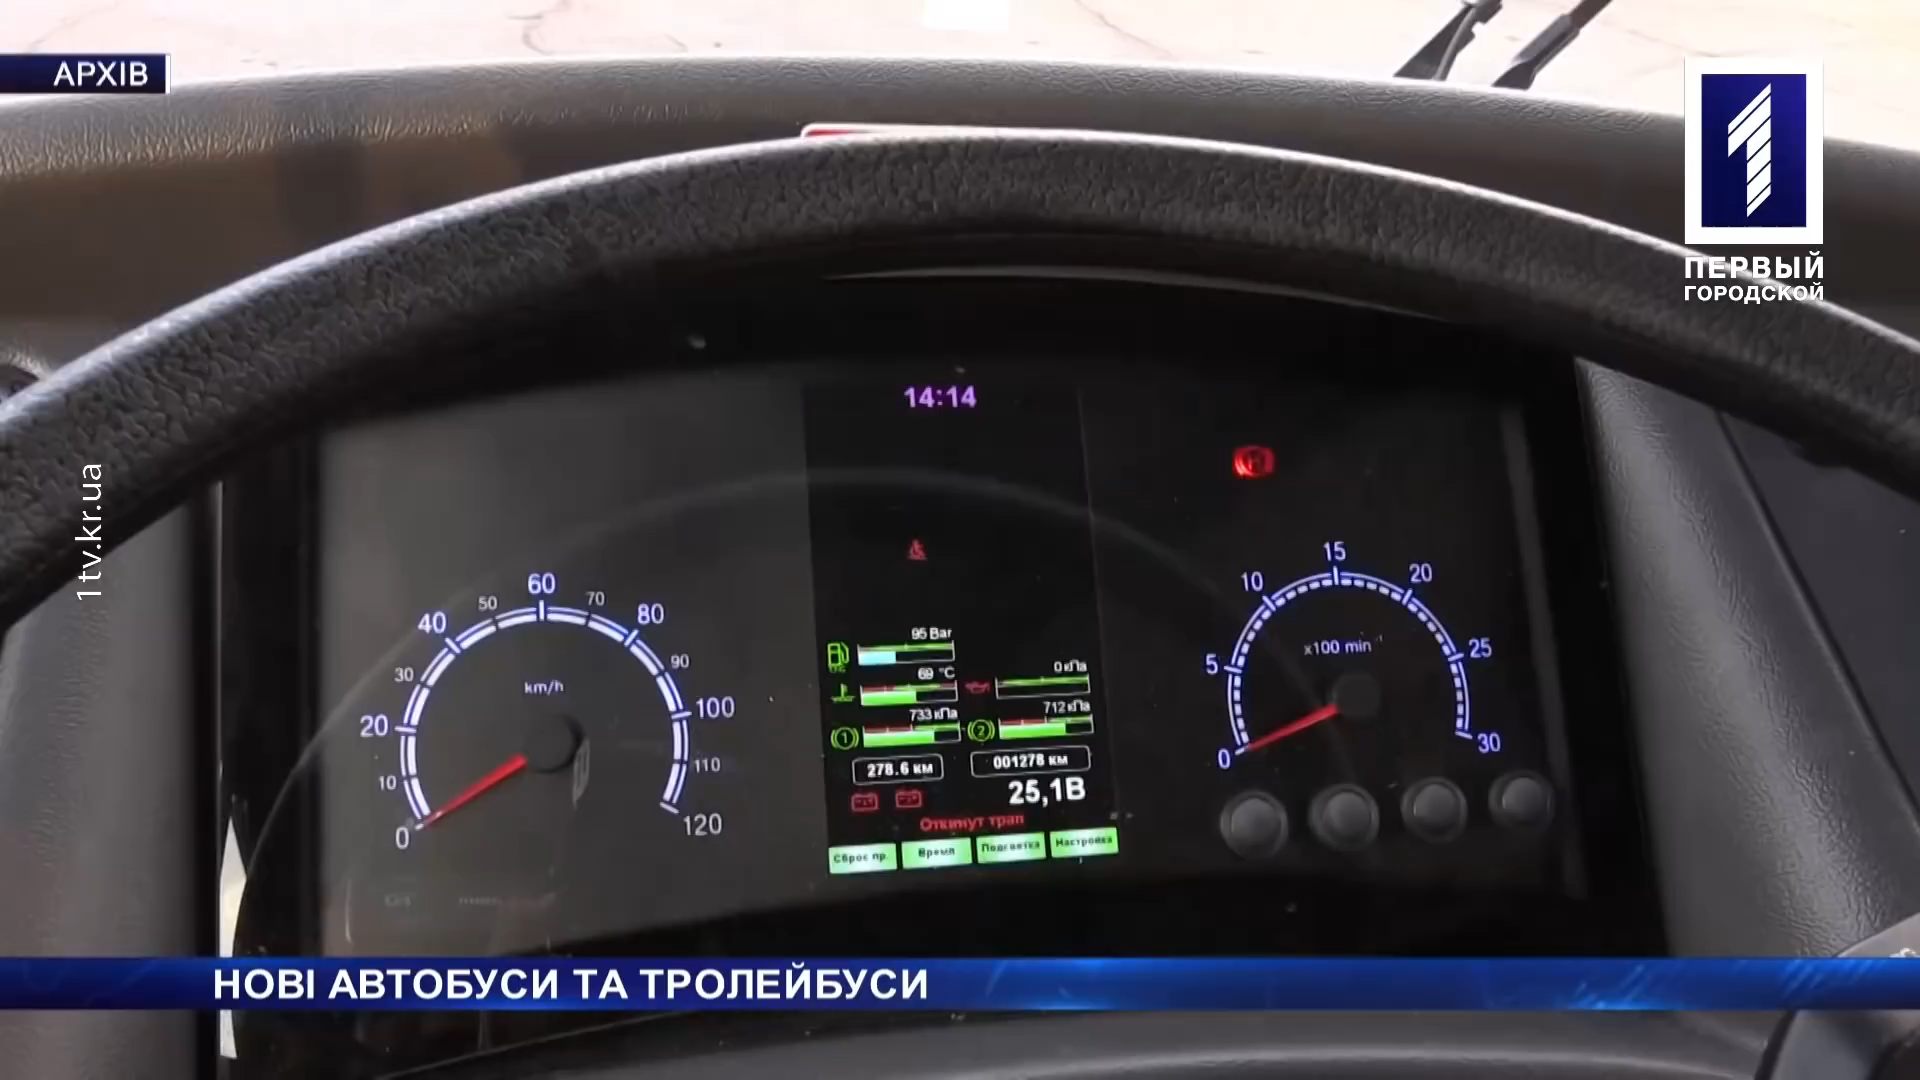 АРХІВ
ПЕРВЫЙ
ГОРОДСКОЙ
1tv.kr.ua
14:14
60
50
70
40
80
30
90
km/h
20
100
10
110
0
120
95 Bar
69 °C
0 кПа
733 кПа
712 кПа
1
2
278.6 км
001278 км
25,1В
Откинут трап
Сброс пр.
Время
Подсветка
Настройка
15
10
20
x100 min⁻¹
5
25
0
30
НОВІ АВТОБУСИ ТА ТРОЛЕЙБУСИ